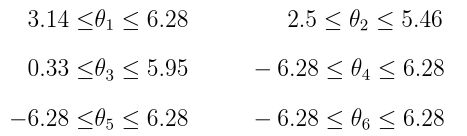 3.14 ≤θ₁ ≤ 6.28 2.5 ≤ θ₂ ≤ 5.46
0.33 ≤θ₃ ≤ 5.95 − 6.28 ≤ θ₄ ≤ 6.28
−6.28 ≤θ₅ ≤ 6.28 − 6.28 ≤ θ₆ ≤ 6.28